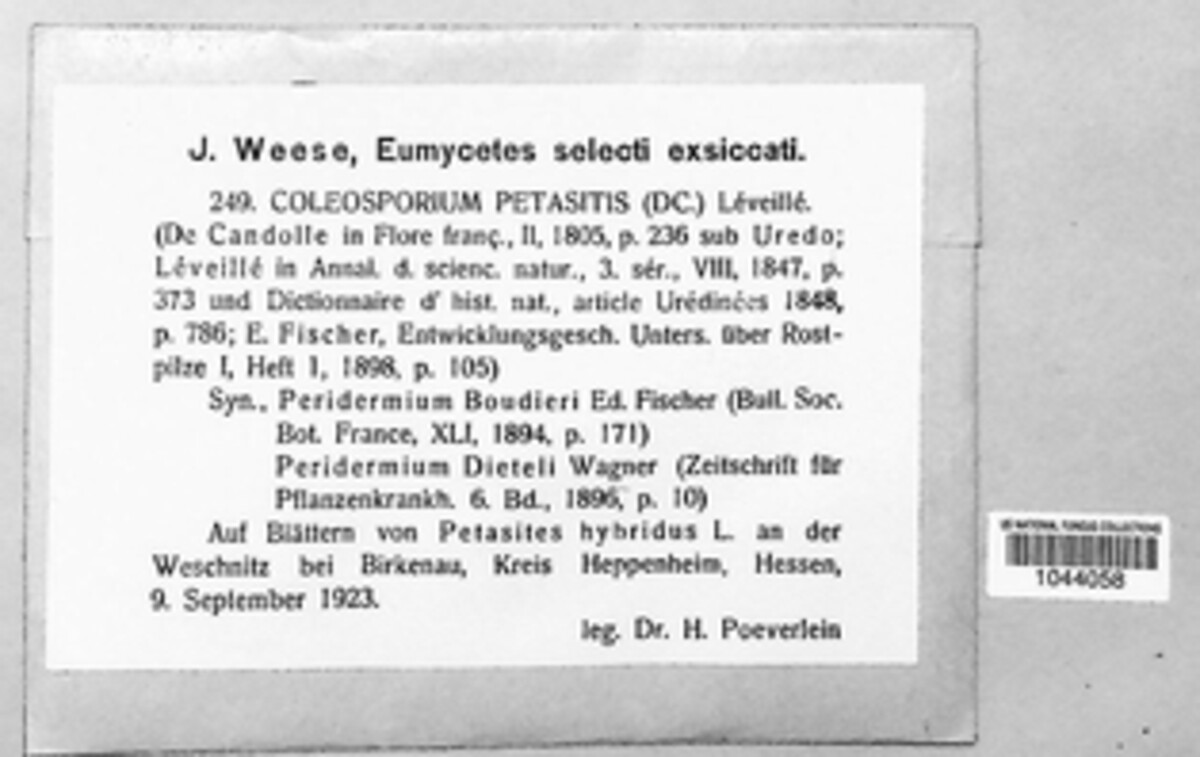 J. Weese, Eumycetes selecti exsiccati.
249. COLEOSPORIUM PETASITIS (DC.) Léveillé.
(De Candolle in Flore franç., II, 1805, p. 236 sub Uredo;
Léveillé in Annal. d. scienc. natur., 3. sér., VIII, 1847, p.
373 und Dictionnaire d' hist. nat., article Urédinées 1848,
p. 786; E. Fischer, Entwicklungsgesch. Unters. über Rost-
pilze I, Heft 1, 1898, p. 105)
Syn., Peridermium Boudieri Ed. Fischer (Bull. Soc.
Bot. France, XLI, 1894, p. 171)
Peridermium Dieteli Wagner (Zeitschrift für
Pflanzenkrankh. 6. Bd., 1896, p. 10)
Auf Blättern von Petasites hybridus L. an der
Weschnitz bei Birkenau, Kreis Heppenheim, Hessen,
9. September 1923.
leg. Dr. H. Poeverlein
US NATIONAL FUNGUS COLLECTIONS
1044058